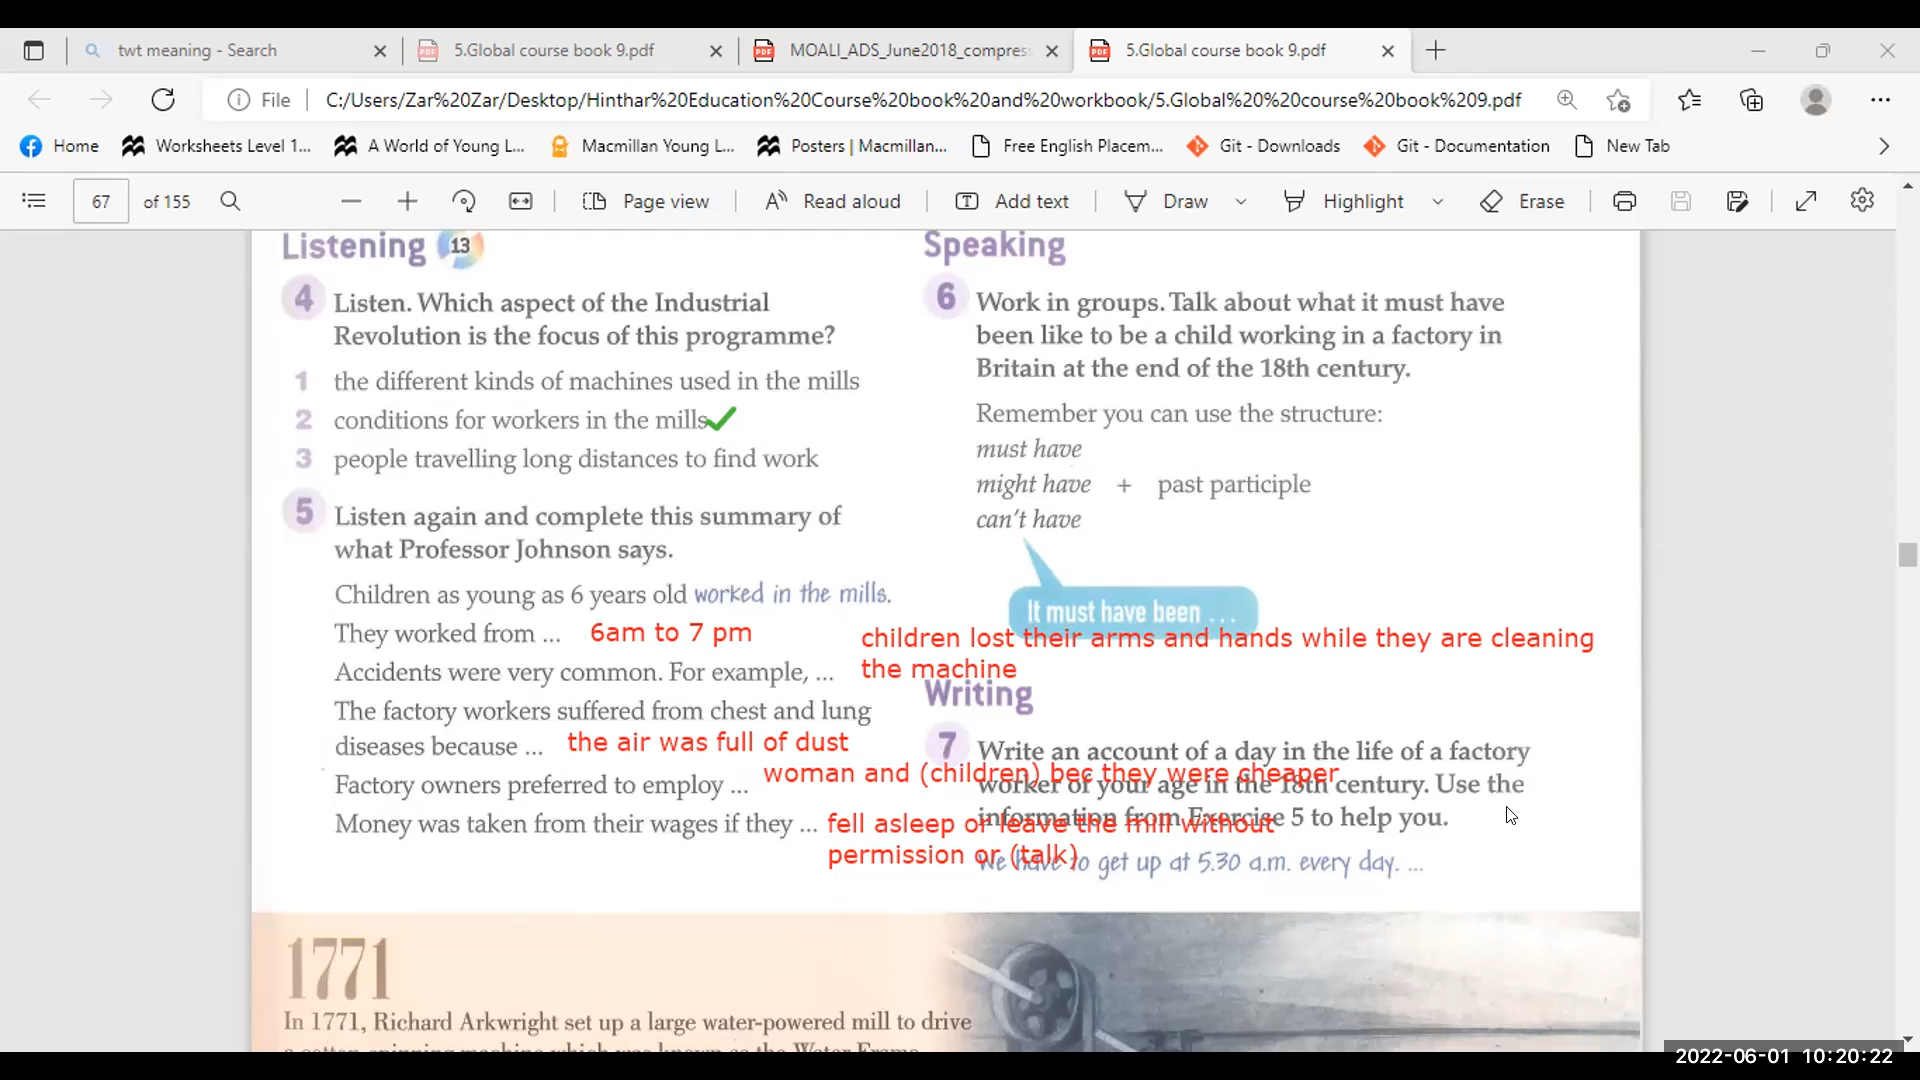 twt meaning - Search
5.Global course book 9.pdf
MOALI_ADS_June2018_compress
5.Global course book 9.pdf
File
C:/Users/Zar%20Zar/Desktop/Hinthar%20Education%20Course%20book%20and%20workbook/5.Global%20%20course%20book%209.pdf
Home
Worksheets Level 1...
A World of Young L...
Macmillan Young L...
Posters | Macmillan...
Free English Placem...
Git - Downloads
Git - Documentation
New Tab
67 of 155
Page view
Read aloud
Add text
Draw
Highlight
Erase
Listening 13
4 Listen. Which aspect of the Industrial
Revolution is the focus of this programme?
1 the different kinds of machines used in the mills
2 conditions for workers in the mills
3 people travelling long distances to find work
5 Listen again and complete this summary of
what Professor Johnson says.
Children as young as 6 years old worked in the mills.
They worked from ... 6am to 7 pm
Accidents were very common. For example, ... children lost their arms and hands while they are cleaning
the machine
The factory workers suffered from chest and lung
diseases because ... the air was full of dust
Factory owners preferred to employ ... woman and (children) bec they were cheaper
Money was taken from their wages if they ... fell asleep or leave the mill without
permission or (talk)
Speaking
6 Work in groups. Talk about what it must have
been like to be a child working in a factory in
Britain at the end of the 18th century.
Remember you can use the structure:
must have
might have + past participle
can't have
It must have been ...
Writing
7 Write an account of a day in the life of a factory
worker of your age in the 18th century. Use the
information from Exercise 5 to help you.
We have to get up at 5.30 a.m. every day. ...
1771
In 1771, Richard Arkwright set up a large water-powered mill to drive
a cotton-spinning machine which was known as the Water Frame
2022-06-01 10:20:22